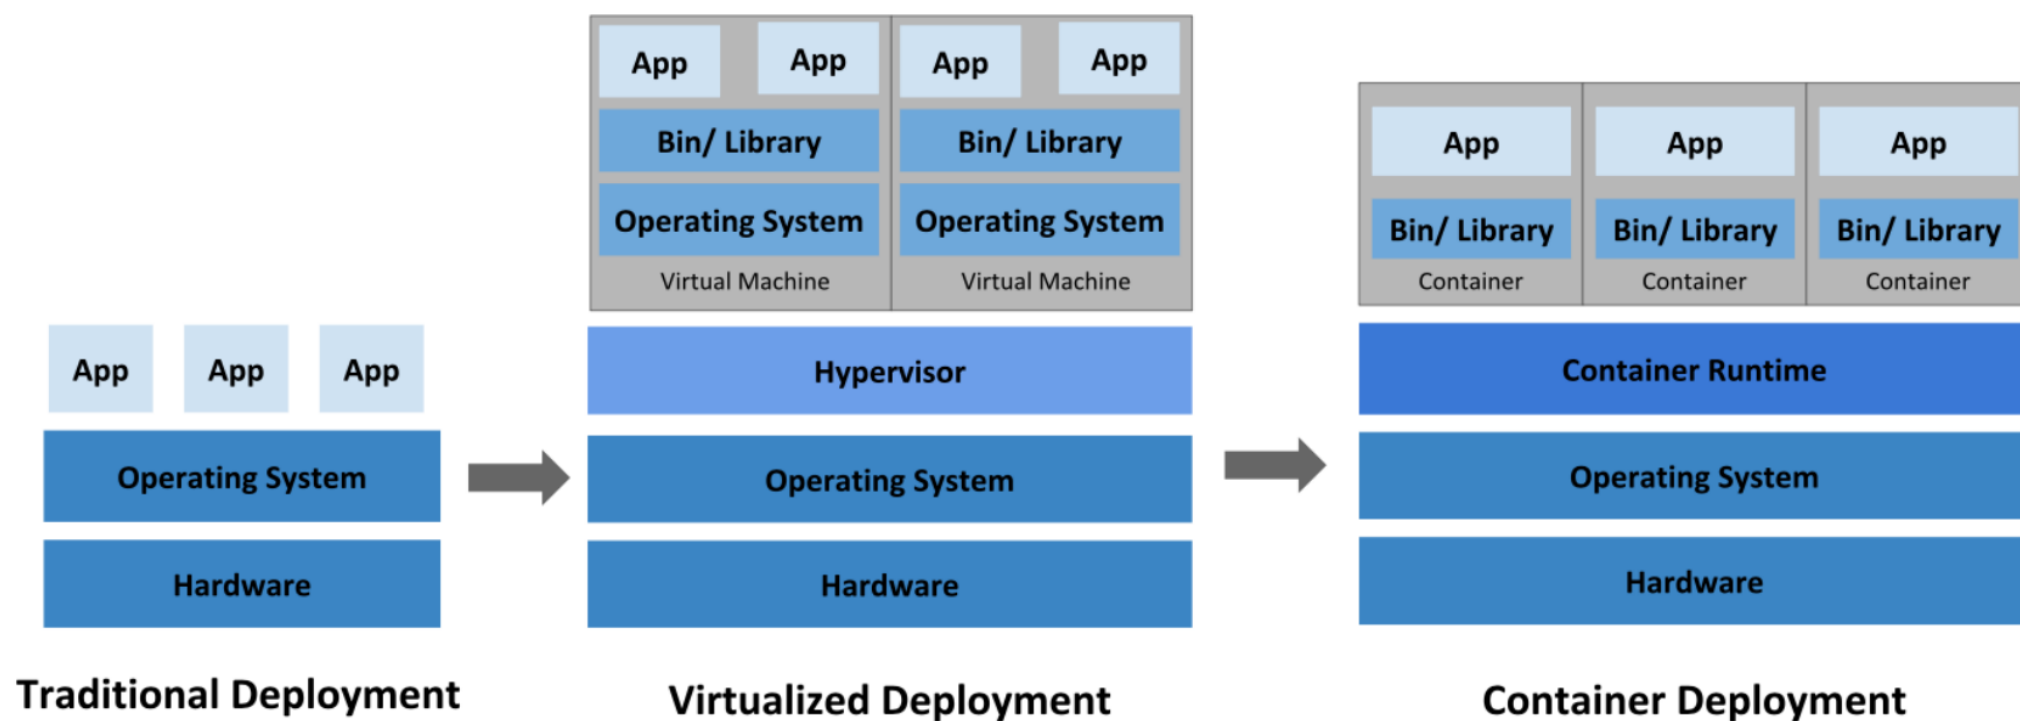 App
App
App
Operating System
Hardware
Traditional Deployment
App
App
App
App
Bin/ Library
Bin/ Library
Operating System
Operating System
Virtual Machine
Virtual Machine
Hypervisor
Operating System
Hardware
Virtualized Deployment
App
App
App
Bin/ Library
Bin/ Library
Bin/ Library
Container
Container
Container
Container Runtime
Operating System
Hardware
Container Deployment